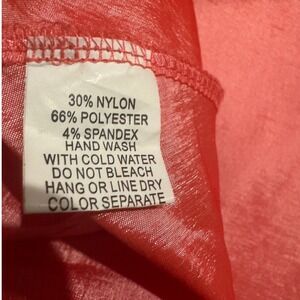 30% NYLON
66% POLYESTER
4% SPANDEX
HAND WASH
WITH COLD WATER
DO NOT BLEACH
HANG OR LINE DRY
COLOR SEPARATE